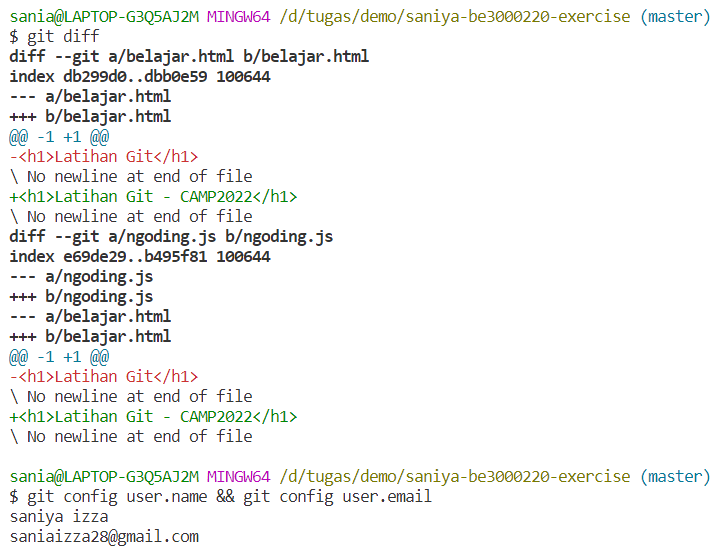 sania@LAPTOP-G3Q5AJ2M MINGW64 /d/tugas/demo/saniya-be3000220-exercise (master)
$ git diff
diff --git a/belajar.html b/belajar.html
index db299d0..dbb0e59 100644
--- a/belajar.html
+++ b/belajar.html
@@ -1 +1 @@
-<h1>Latihan Git</h1>
\ No newline at end of file
+<h1>Latihan Git - CAMP2022</h1>
\ No newline at end of file
diff --git a/ngoding.js b/ngoding.js
index e69de29..b495f81 100644
--- a/ngoding.js
+++ b/ngoding.js
--- a/belajar.html
+++ b/belajar.html
@@ -1 +1 @@
-<h1>Latihan Git</h1>
\ No newline at end of file
+<h1>Latihan Git - CAMP2022</h1>
\ No newline at end of file
sania@LAPTOP-G3Q5AJ2M MINGW64 /d/tugas/demo/saniya-be3000220-exercise (master)
$ git config user.name && git config user.email
saniya izza
saniaizza28@gmail.com